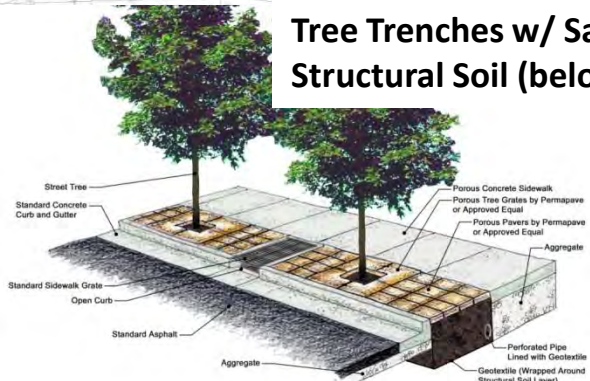 Tree Trenches w/
Structural Soil
Street Tree
Standard Concrete
Curb and Gutter
Standard Sidewalk Grate
Open Curb
Standard Asphalt
Aggregate
Porous Concrete Sidewalk
Porous Tree Grates by Permapave
or Approved Equal
Porous Pavers by Permapave
or Approved Equal
Aggregate
Perforated Pipe
Lined with Geotextile
Geotextile (Wrapped Around
Structural Soil Layer)